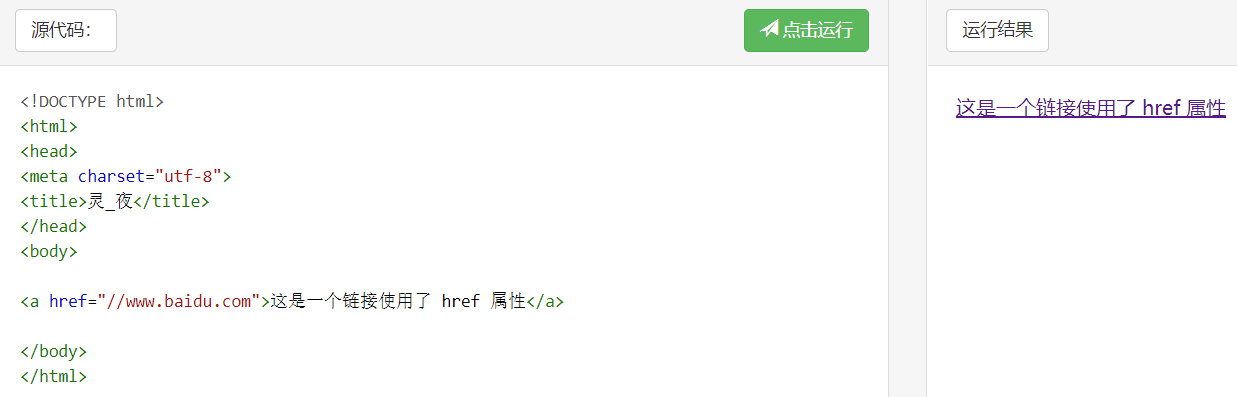 源代码：
点击运行
运行结果
<!DOCTYPE html>
<html>
<head>
<meta charset="utf-8">
<title>灵_夜</title>
</head>
<body>
<a href="//www.baidu.com">这是一个链接使用了 href 属性</a>
</body>
</html>
这是一个链接使用了 href 属性